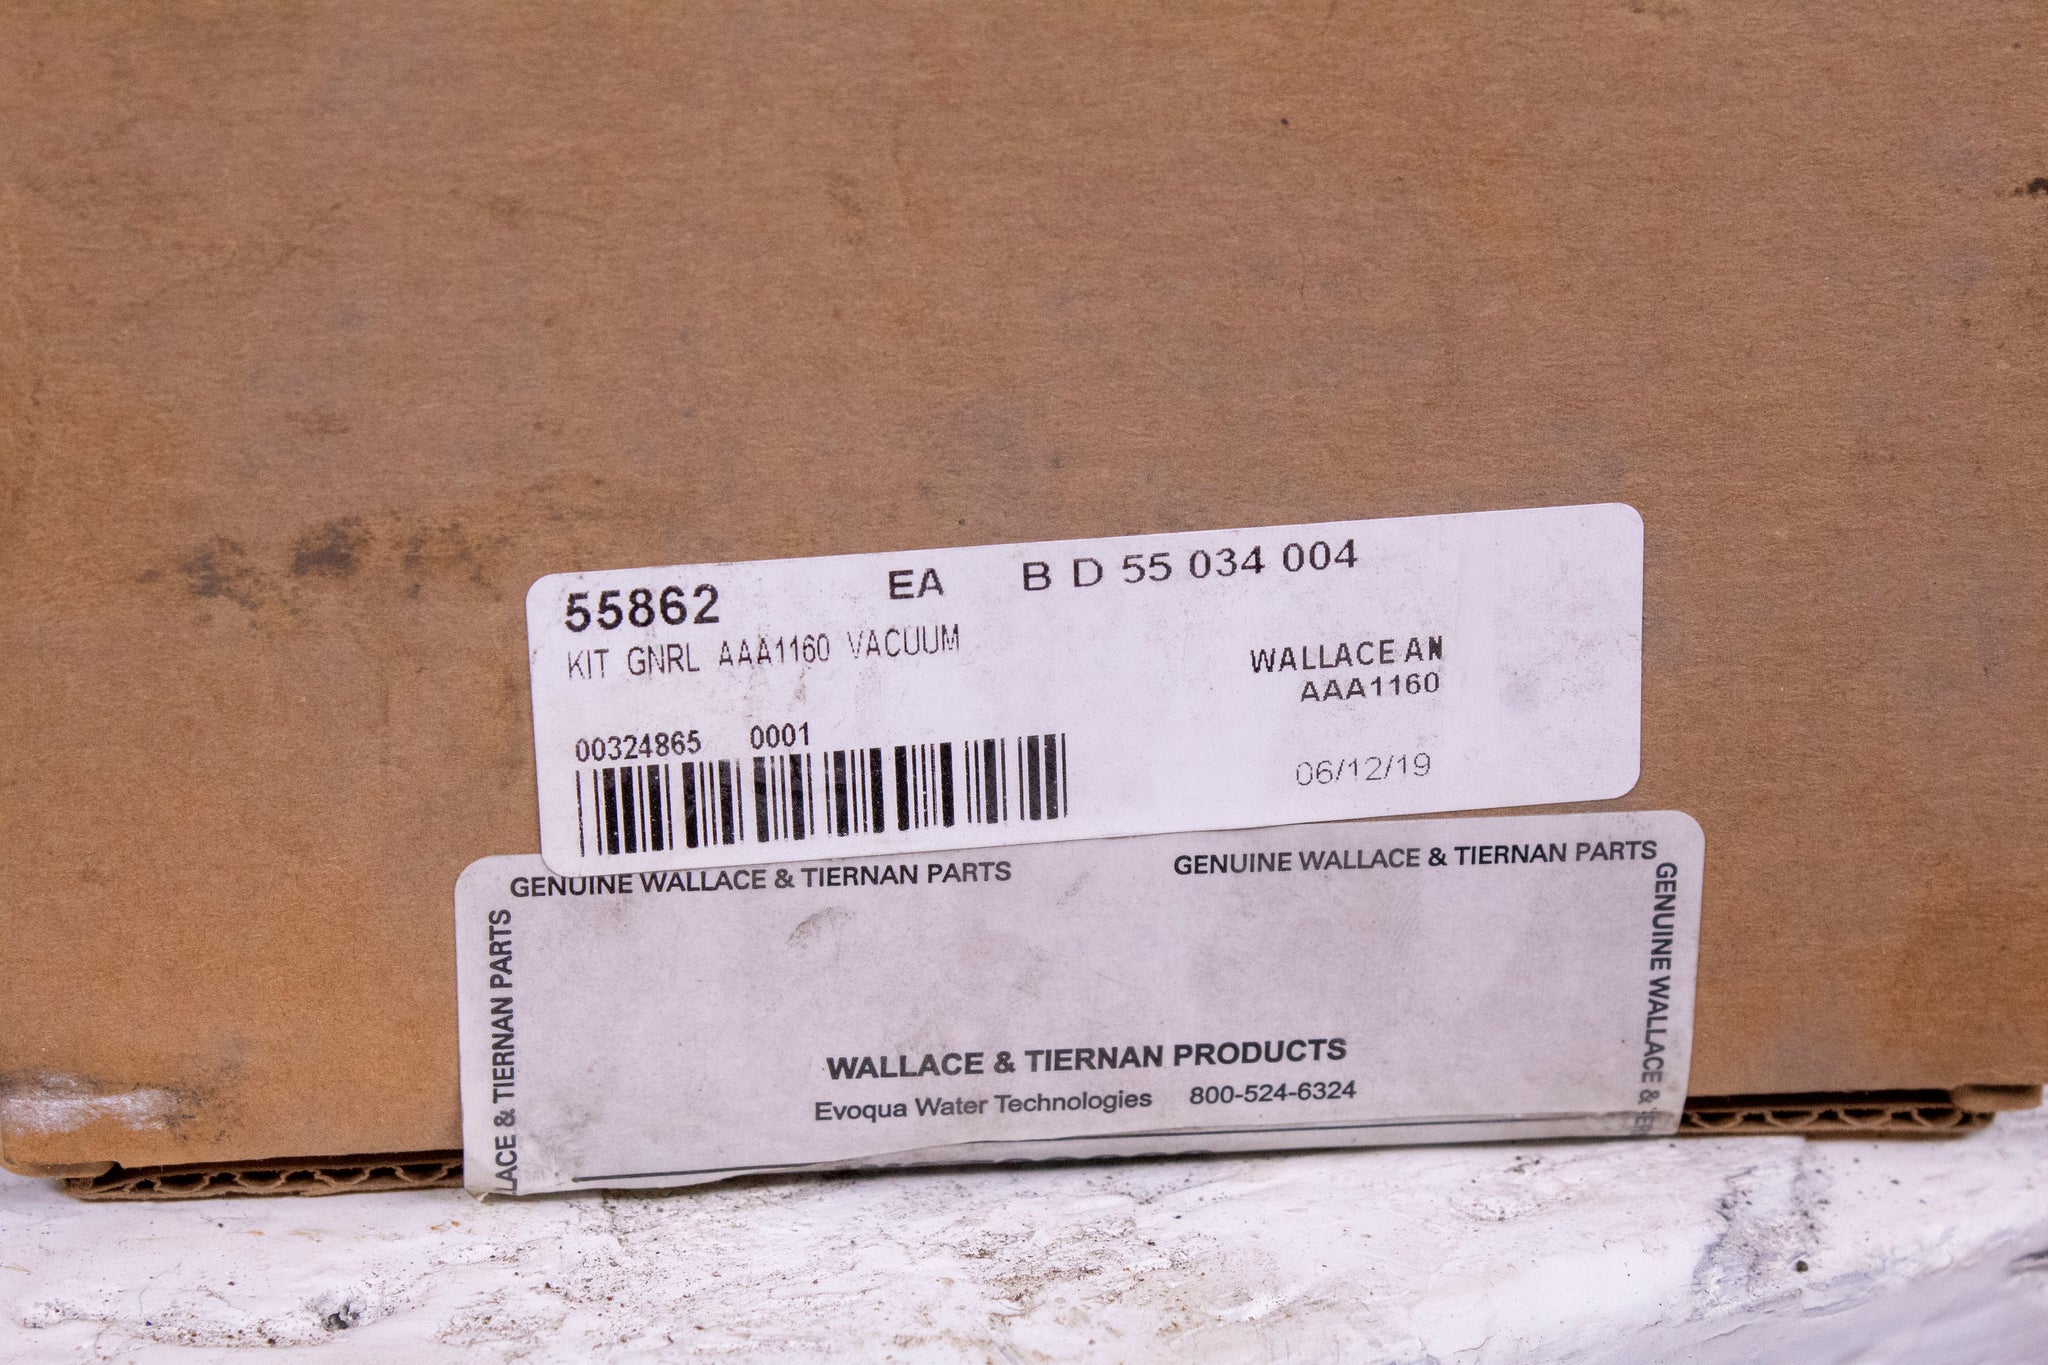 55862 EA B D 55 034 004
KIT GNRL AAA1160 VACUUM
WALLACE AN
AAA1160
00324865 0001
06/12/19
GENUINE WALLACE & TIERNAN PARTS GENUINE WALLACE & TIERNAN PARTS
LACE & TIERNAN PARTS
GENUINE WALLACE &
WALLACE & TIERNAN PRODUCTS
Evoqua Water Technologies 800-524-6324